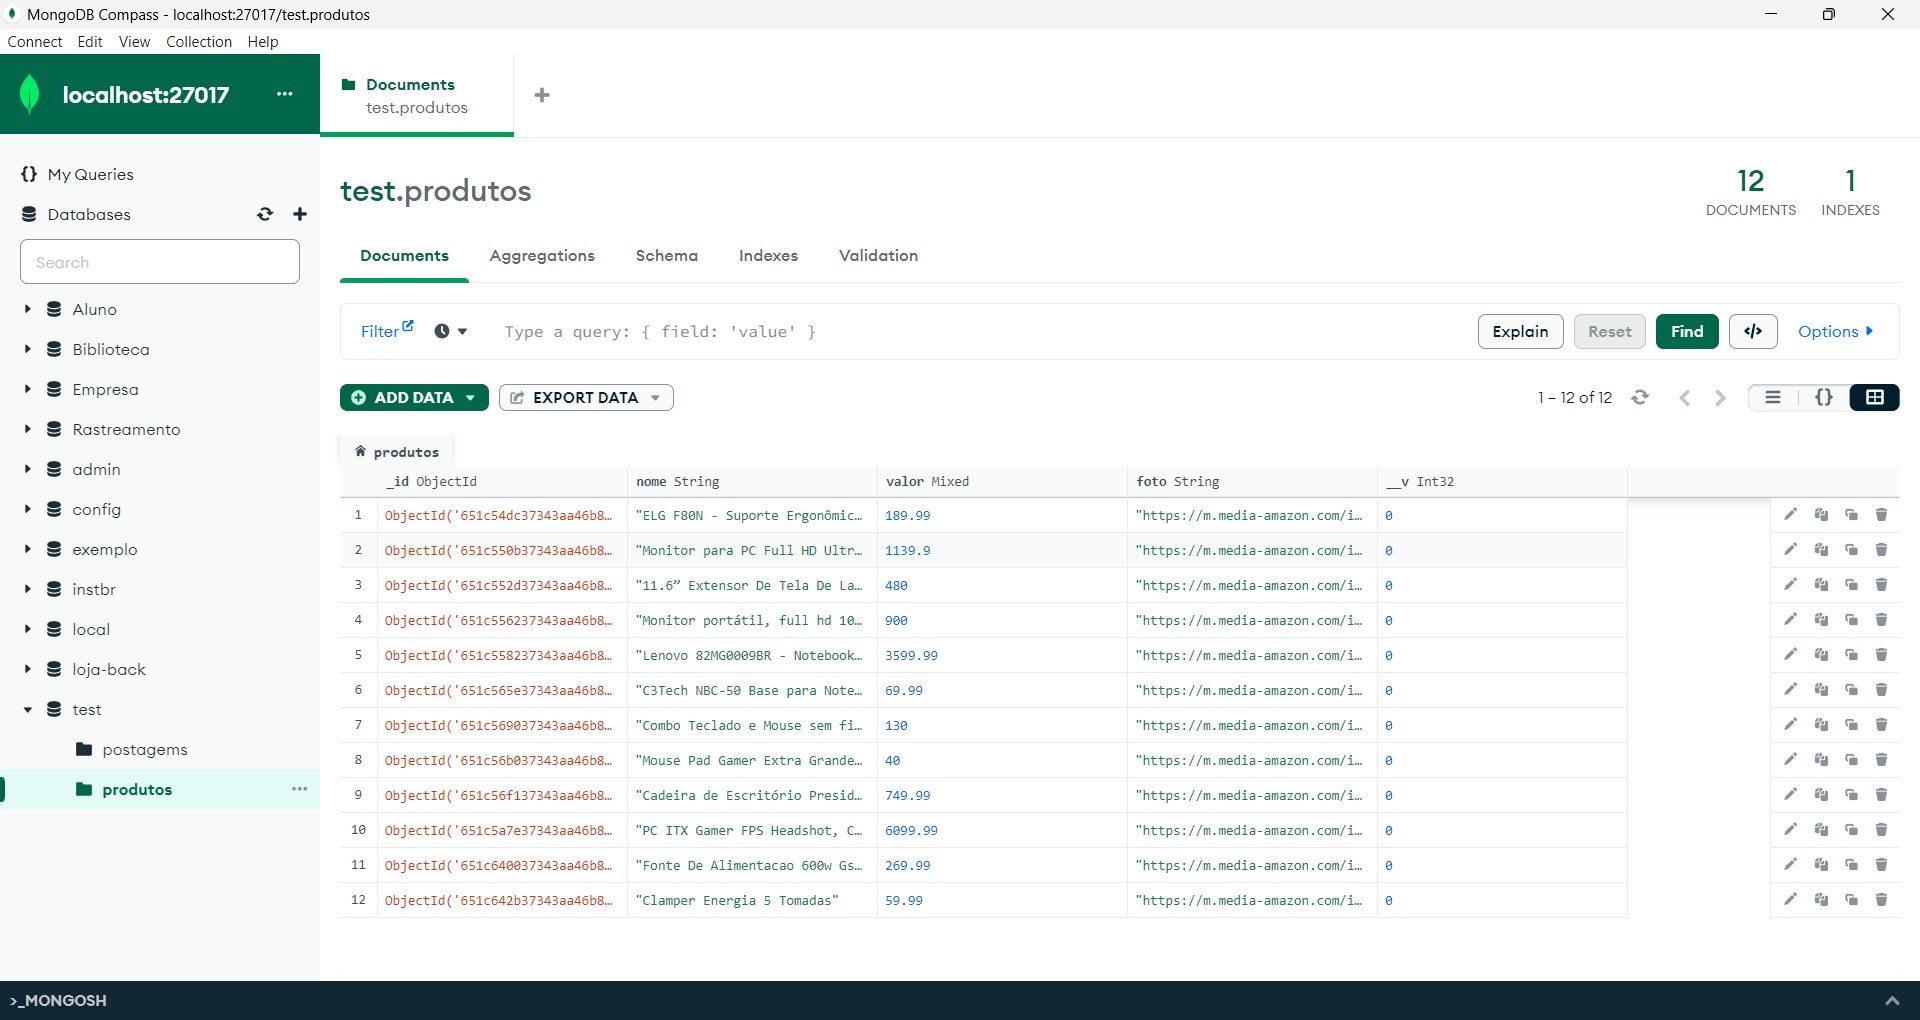 MongoDB Compass - localhost:27017/test.produtos
Connect Edit View Collection Help
localhost:27017 ···
Documents
test.produtos
+
{} My Queries
Databases
Search
Aluno
Biblioteca
Empresa
Rastreamento
admin
config
exemplo
instbr
local
loja-back
test
postagems
produtos ···
test.produtos
12 1
DOCUMENTS INDEXES
Documents Aggregations Schema Indexes Validation
Filter Type a query: { field: 'value' } Explain Reset Find </> Options
ADD DATA EXPORT DATA 1 – 12 of 12 {}
produtos
_id ObjectId nome String valor Mixed foto String __v Int32
1 ObjectId('651c54dc37343aa46b8… "ELG F80N - Suporte Ergonômic… 189.99 "https://m.media-amazon.com/i… 0
2 ObjectId('651c550b37343aa46b8… "Monitor para PC Full HD Ultr… 1139.9 "https://m.media-amazon.com/i… 0
3 ObjectId('651c552d37343aa46b8… "11.6” Extensor De Tela De La… 480 "https://m.media-amazon.com/i… 0
4 ObjectId('651c556237343aa46b8… "Monitor portátil, full hd 10… 900 "https://m.media-amazon.com/i… 0
5 ObjectId('651c558237343aa46b8… "Lenovo 82MG0009BR - Notebook… 3599.99 "https://m.media-amazon.com/i… 0
6 ObjectId('651c565e37343aa46b8… "C3Tech NBC-50 Base para Note… 69.99 "https://m.media-amazon.com/i… 0
7 ObjectId('651c569037343aa46b8… "Combo Teclado e Mouse sem fi… 130 "https://m.media-amazon.com/i… 0
8 ObjectId('651c56b037343aa46b8… "Mouse Pad Gamer Extra Grande… 40 "https://m.media-amazon.com/i… 0
9 ObjectId('651c56f137343aa46b8… "Cadeira de Escritório Presid… 749.99 "https://m.media-amazon.com/i… 0
10 ObjectId('651c5a7e37343aa46b8… "PC ITX Gamer FPS Headshot, C… 6099.99 "https://m.media-amazon.com/i… 0
11 ObjectId('651c640037343aa46b8… "Fonte De Alimentacao 600w Gs… 269.99 "https://m.media-amazon.com/i… 0
12 ObjectId('651c642b37343aa46b8… "Clamper Energia 5 Tomadas" 59.99 "https://m.media-amazon.com/i… 0
>_MONGOSH